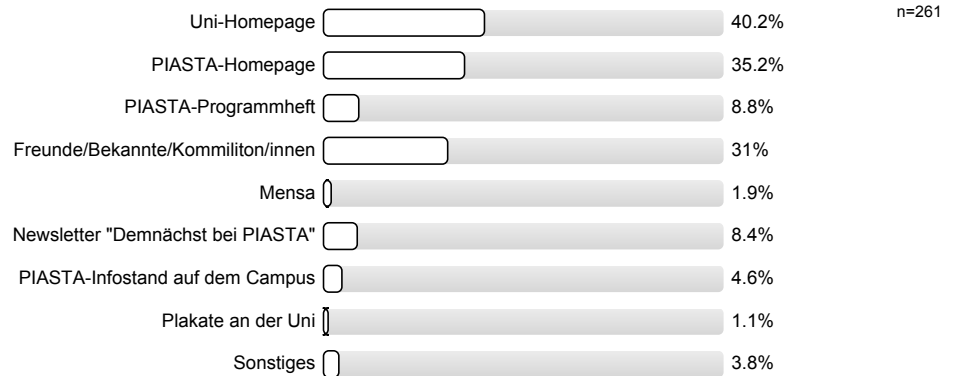 Uni-Homepage 40.2% n=261
PIASTA-Homepage 35.2%
PIASTA-Programmheft 8.8%
Freunde/Bekannte/Kommiliton/innen 31%
Mensa 1.9%
Newsletter "Demnächst bei PIASTA" 8.4%
PIASTA-Infostand auf dem Campus 4.6%
Plakate an der Uni 1.1%
Sonstiges 3.8%